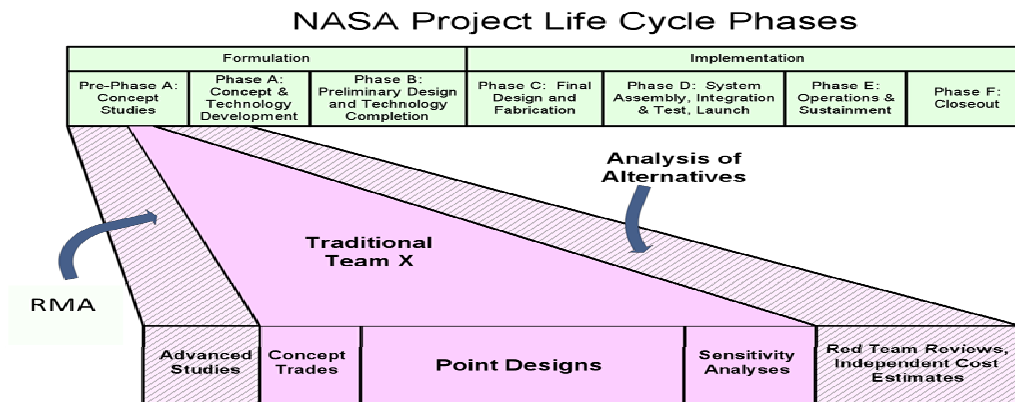 NASA Project Life Cycle Phases
Formulation
Implementation
Pre-Phase A:
Concept
Studies
Phase A:
Concept &
Technology
Development
Phase B:
Preliminary Design
and Technology
Completion
Phase C: Final
Design and
Fabrication
Phase D: System
Assembly, Integration
& Test, Launch
Phase E:
Operations &
Sustainment
Phase F:
Closeout
Analysis of
Alternatives
Traditional
Team X
RMA
Advanced
Studies
Concept
Trades
Point Designs
Sensitivity
Analyses
Red Team Reviews,
Independent Cost
Estimates